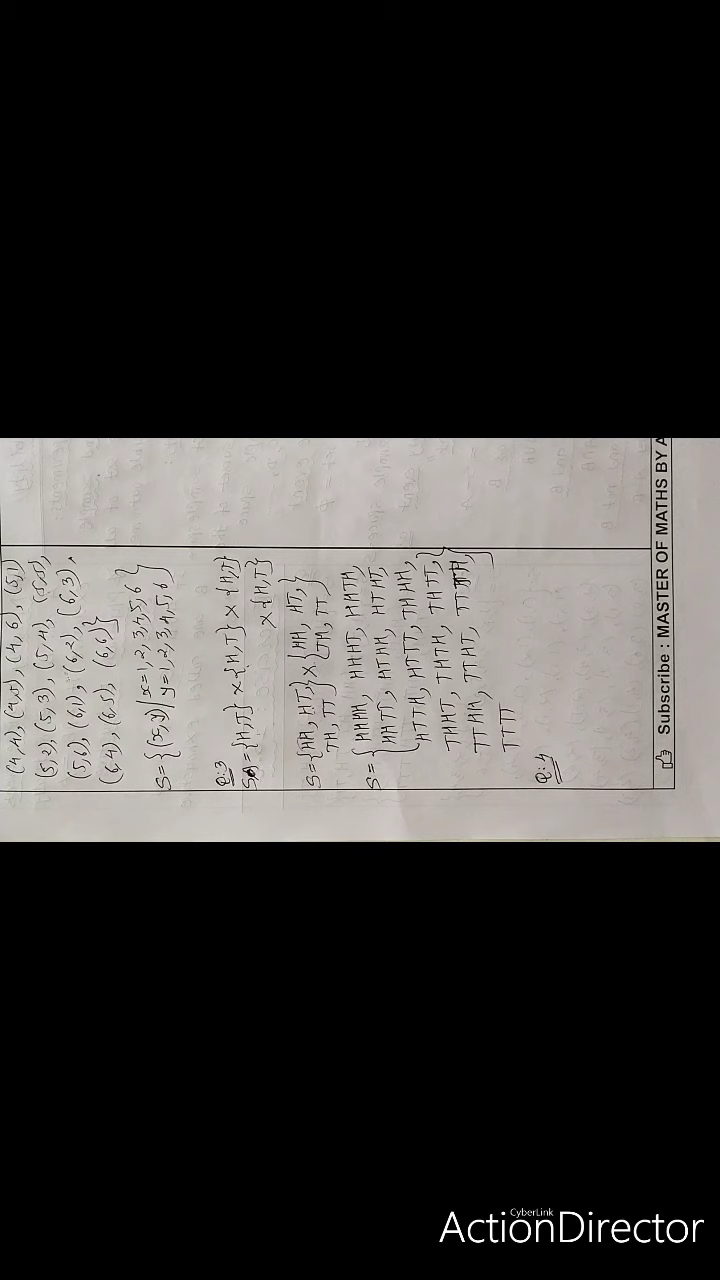 (4,4), (4,5), (4,6), (5,1)
(5,2), (5,3), (5,4), (5,5),
(5,6), (6,1), (6,2), (6,3),
(6,4), (6,5), (6,6)}
S={(x,y)/x=1,2,3,4,5,6
y=1,2,3,4,5,6}
Q:3
S={H,T}×{H,T}×{H,T}
×{H,T}
S={HH, HT, TH, TT}×{HH, HT, TH, TT}
S={HHHH, HHHT, HHTH,
HHTT, HTHH, HTHT,
HTTH, HTTT, THHH,
THHT, THTH, THTT,
TTHH, TTHT, TTTH,
TTTT}
Q:4
Subscribe : MASTER OF MATHS BY A
CyberLink
ActionDirector